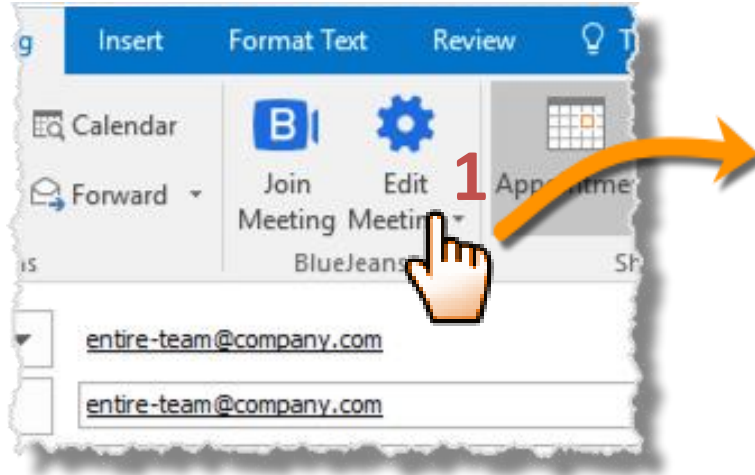 g Insert Format Text Review
Calendar
Forward
B
Join Meeting
Edit Meeting
1
BlueJeans
entire-team@company.com
entire-team@company.com